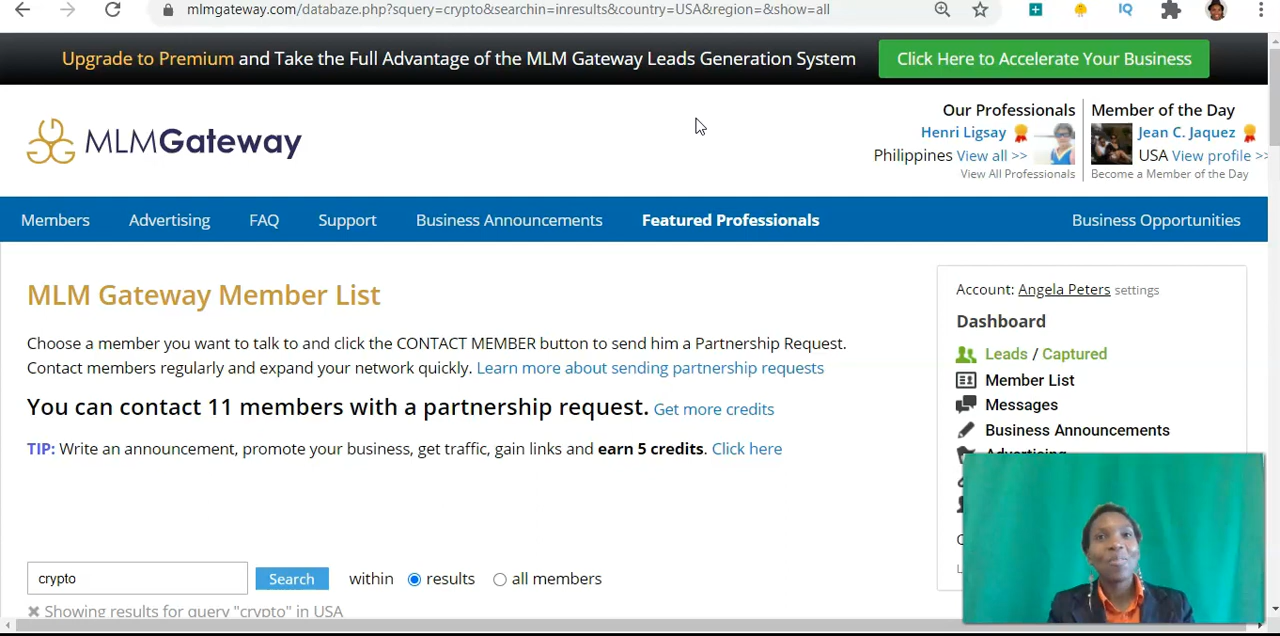 mlmgateway.com/databaze.php?squery=crypto&searchin=inresults&country=USA&region=&show=all
IQ
Upgrade to Premium and Take the Full Advantage of the MLM Gateway Leads Generation System
Click Here to Accelerate Your Business
MLMGateway
Our Professionals
Henri Ligsay
Philippines View all >>
View All Professionals
Member of the Day
Jean C. Jaquez
USA View profile >>
Become a Member of the Day
Members Advertising FAQ Support Business Announcements Featured Professionals Business Opportunities
MLM Gateway Member List
Choose a member you want to talk to and click the CONTACT MEMBER button to send him a Partnership Request.
Contact members regularly and expand your network quickly. Learn more about sending partnership requests
You can contact 11 members with a partnership request. Get more credits
TIP: Write an announcement, promote your business, get traffic, gain links and earn 5 credits. Click here
crypto
Search
within results all members
Showing results for query "crypto" in USA
Account: Angela Peters settings
Dashboard
Leads / Captured
Member List
Messages
Business Announcements
Advertising